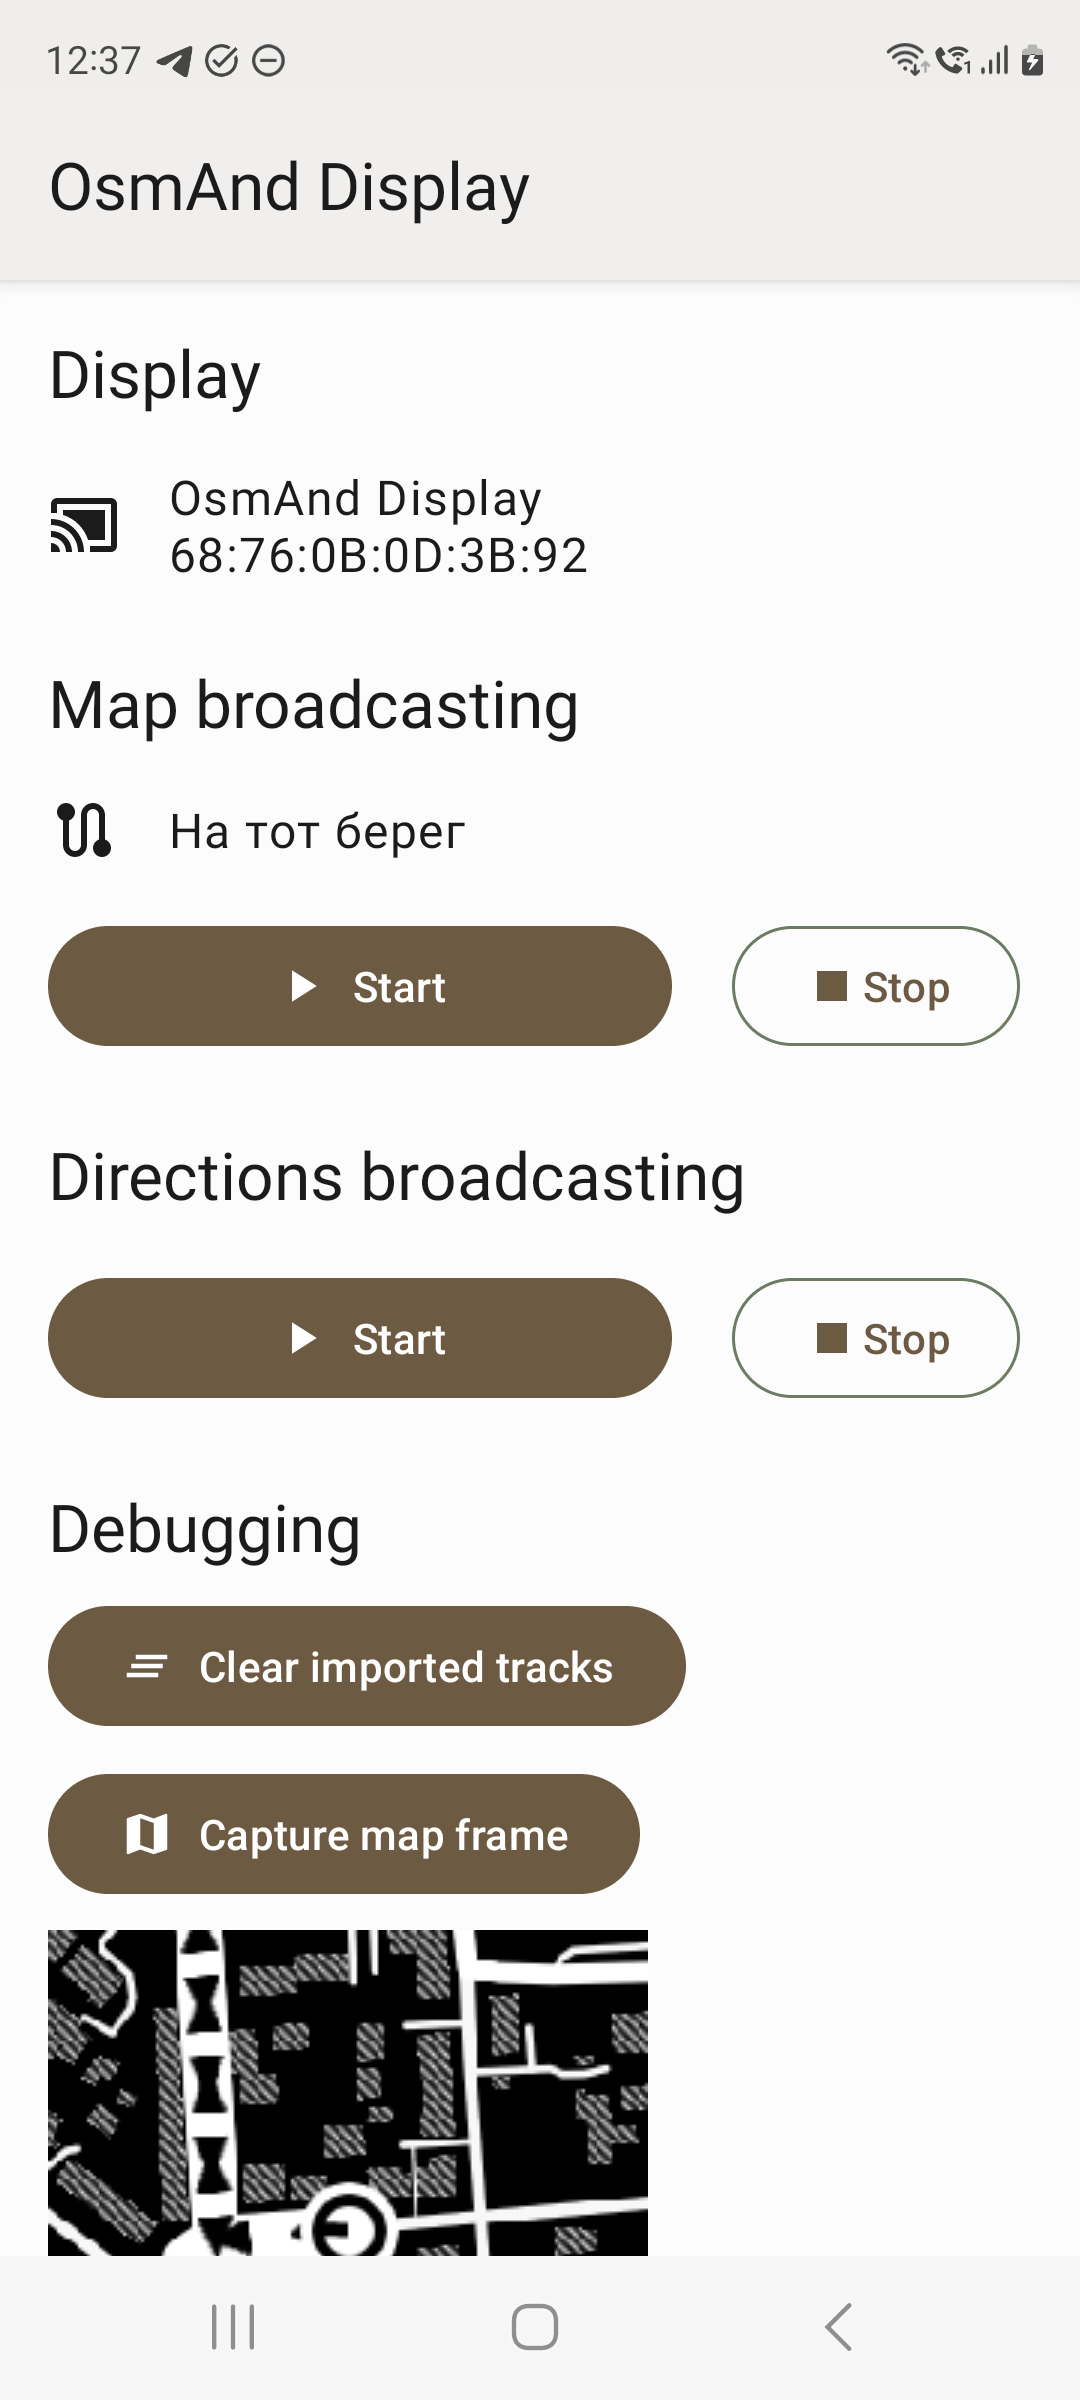 12:37
OsmAnd Display
Display
OsmAnd Display
68:76:0B:0D:3B:92
Map broadcasting
На тот берег
Start
Stop
Directions broadcasting
Start
Stop
Debugging
Clear imported tracks
Capture map frame